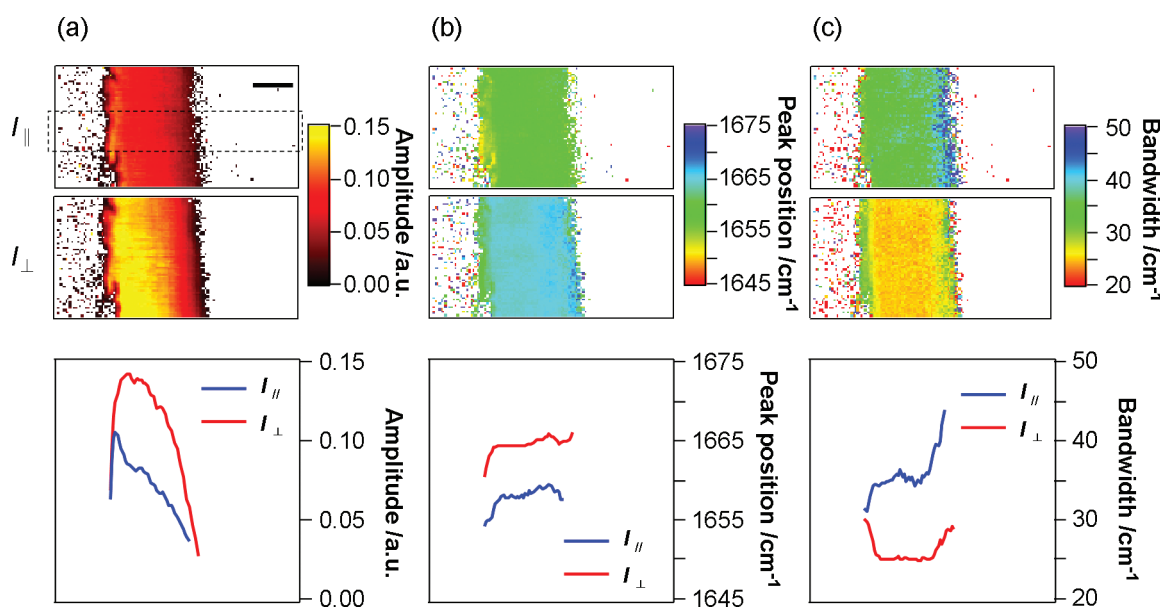 (a) (b) (c)
I ∥
I ⊥
0.15
0.10
0.05
0.00
Amplitude /a.u.
1675
1665
1655
1645
Peak position /cm⁻¹
50
40
30
20
Bandwidth /cm⁻¹
I //
I ⊥
0.15
0.10
0.05
0.00
Amplitude /a.u.
I //
I ⊥
1675
1665
1655
1645
Peak position /cm⁻¹
I //
I ⊥
50
40
30
20
Bandwidth /cm⁻¹